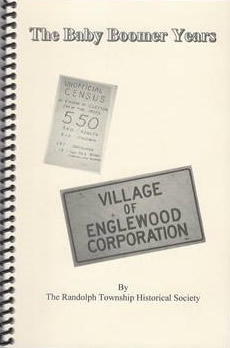 The Baby Boomer Years
UNOFFICIAL
CENSUS
550
VILLAGE
OF
ENGLEWOOD
CORPORATION
By
The Randolph Township Historical Society